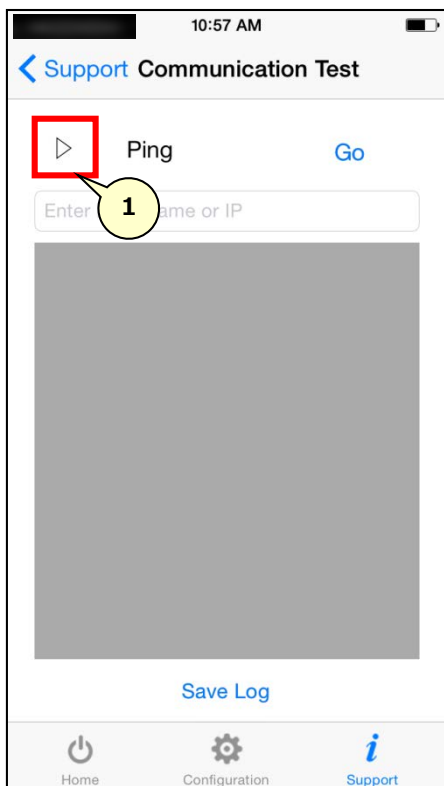 10:57 AM
Support Communication Test
Ping Go
1
Enter ame or IP
Save Log
Home Configuration Support